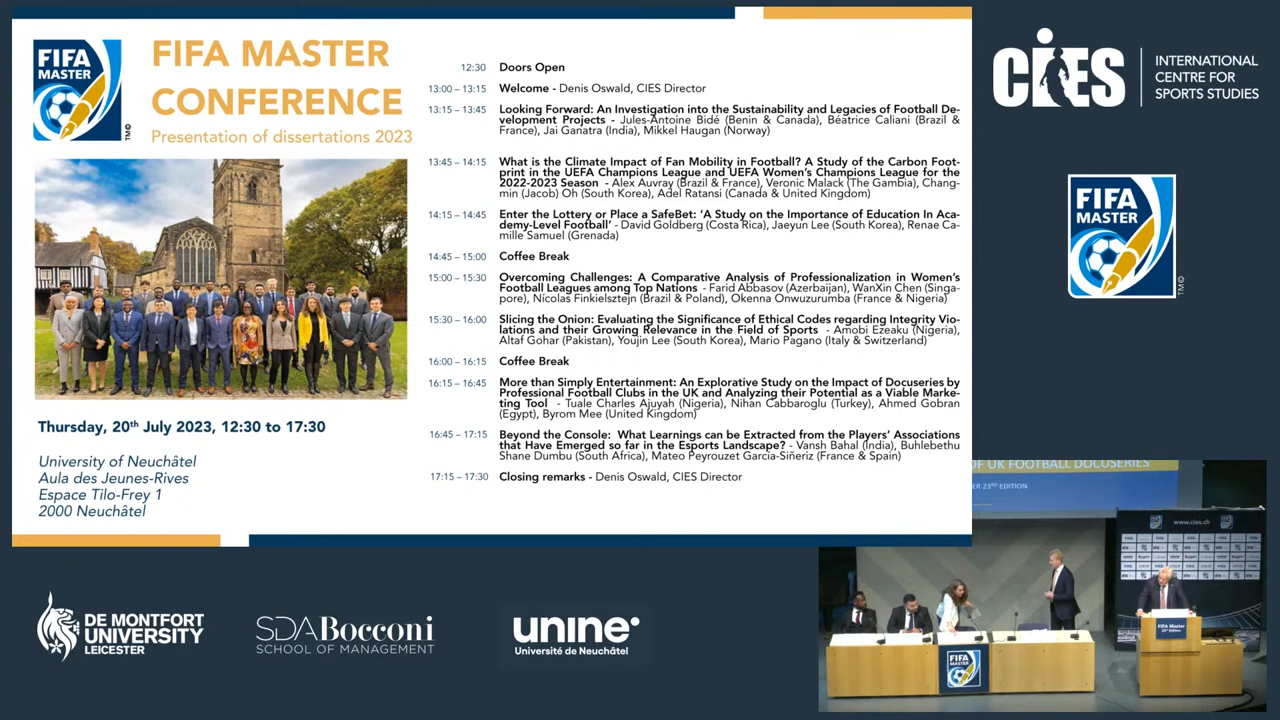 FIFA
MASTER
TM©
FIFA MASTER
CONFERENCE
Presentation of dissertations 2023
Thursday, 20th July 2023, 12:30 to 17:30
University of Neuchâtel
Aula des Jeunes-Rives
Espace Tilo-Frey 1
2000 Neuchâtel
12:30 Doors Open
13:00 – 13:15 Welcome - Denis Oswald, CIES Director
13:15 – 13:45 Looking Forward: An Investigation into the Sustainability and Legacies of Football De-
velopment Projects - Jules-Antoine Bidé (Benin & Canada), Béatrice Caliani (Brazil &
France), Jai Ganatra (India), Mikkel Haugan (Norway)
13:45 – 14:15 What is the Climate Impact of Fan Mobility in Football? A Study of the Carbon Foot-
print in the UEFA Champions League and UEFA Women's Champions League for the
2022-2023 Season - Alex Auvray (Brazil & France), Veronic Malack (The Gambia), Chang-
min (Jacob) Oh (South Korea), Adel Ratansi (Canada & United Kingdom)
14:15 – 14:45 Enter the Lottery or Place a SafeBet: ‘A Study on the Importance of Education In Aca-
demy-Level Football’ - David Goldberg (Costa Rica), Jaeyun Lee (South Korea), Renae Ca-
mille Samuel (Grenada)
14:45 – 15:00 Coffee Break
15:00 – 15:30 Overcoming Challenges: A Comparative Analysis of Professionalization in Women's
Football Leagues among Top Nations - Farid Abbasov (Azerbaijan), WanXin Chen (Singa-
pore), Nicolas Finkielsztejn (Brazil & Poland), Okenna Onwuzurumba (France & Nigeria)
15:30 – 16:00 Slicing the Onion: Evaluating the Significance of Ethical Codes regarding Integrity Vio-
lations and their Growing Relevance in the Field of Sports - Amobi Ezeaku (Nigeria),
Altaf Gohar (Pakistan), Youjin Lee (South Korea), Mario Pagano (Italy & Switzerland)
16:00 – 16:15 Coffee Break
16:15 – 16:45 More than Simply Entertainment: An Explorative Study on the Impact of Docuseries by
Professional Football Clubs in the UK and Analyzing their Potential as a Viable Marke-
ting Tool - Tuale Charles Ajuyah (Nigeria), Nihan Cabbaroglu (Turkey), Ahmed Gobran
(Egypt), Byrom Mee (United Kingdom)
16:45 – 17:15 Beyond the Console: What Learnings can be Extracted from the Players' Associations
that Have Emerged so far in the Esports Landscape? - Vansh Bahal (India), Buhlebethu
Shane Dumbu (South Africa), Mateo Peyrouzet García-Siñeriz (France & Spain)
17:15 – 17:30 Closing remarks - Denis Oswald, CIES Director
CIES
INTERNATIONAL
CENTRE FOR
SPORTS STUDIES
FIFA
MASTER
TM©
OF UK FOOTBALL DOCUSERIES
ER 23RD EDITION
www.cies.ch
FIFA Master
23rd Edition
FIFA
MASTER
DE MONTFORT
UNIVERSITY
LEICESTER
SDA Bocconi
SCHOOL OF MANAGEMENT
unine
Université de Neuchâtel